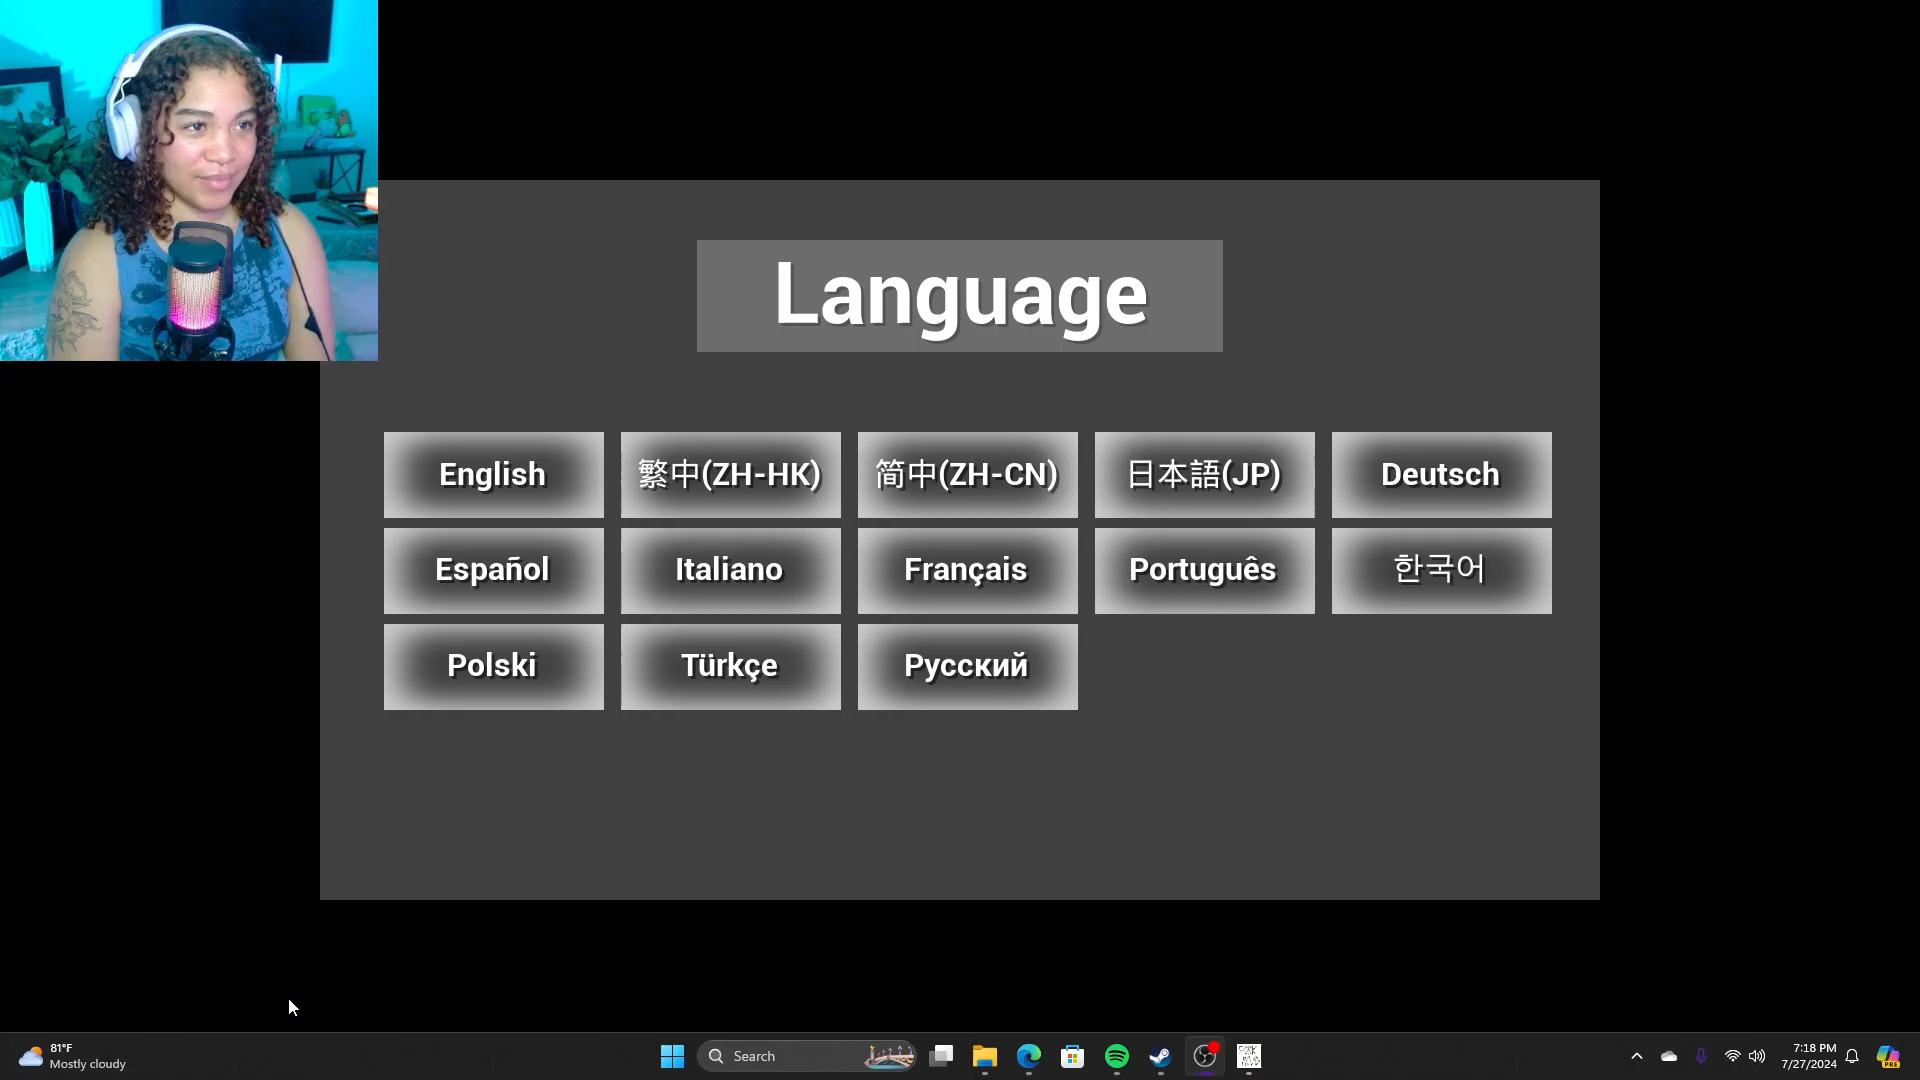 Language
English
繁中(ZH-HK)
简中(ZH-CN)
日本語(JP)
Deutsch
Español
Italiano
Français
Português
한국어
Polski
Türkçe
Русский
81°F
Mostly cloudy
Search
7:18 PM
7/27/2024
PRE